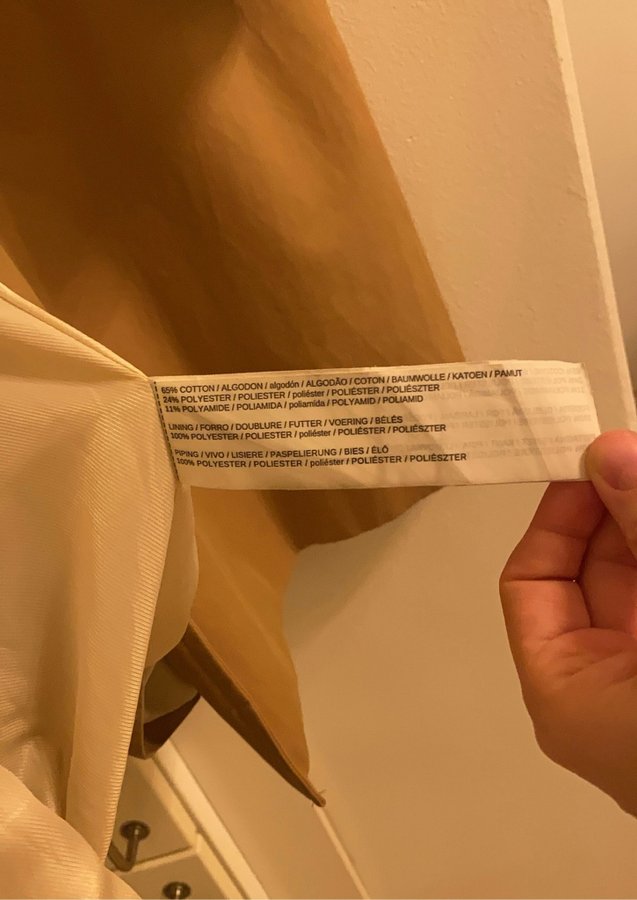 65% COTTON / ALGODON / algodón / ALGODÃO / COTON / BAUMWOLLE / KATOEN / PAMUT
24% POLYESTER / POLIESTER / poliéster / POLIÉSTER / POLIÉSZTER
11% POLYAMIDE / POLIAMIDA / poliamida / POLYAMID / POLIAMID
LINING / FORRO / DOUBLURE / FUTTER / VOERING / BÉLÉS
100% POLYESTER / POLIESTER / poliéster / POLIÉSTER / POLIÉSZTER
PIPING / VIVO / LISIERE / PASPELIERUNG / BIES / ÉLŐ
100% POLYESTER / POLIESTER / poliéster / POLIÉSTER / POLIÉSZTER